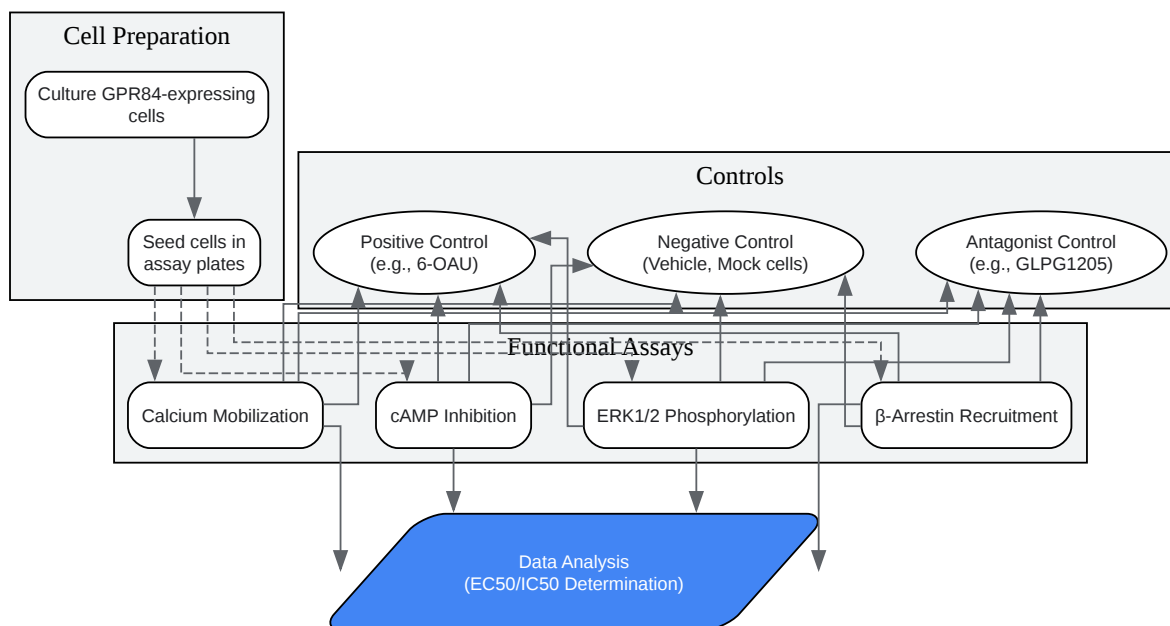 Cell Preparation
Culture GPR84-expressing
cells
Seed cells in
assay plates
Controls
Positive Control
(e.g., 6-OAU)
Negative Control
(Vehicle, Mock cells)
Antagonist Control
(e.g., GLPG1205)
Functional Assays
Calcium Mobilization
cAMP Inhibition
ERK1/2 Phosphorylation
β-Arrestin Recruitment
Data Analysis
(EC50/IC50 Determination)